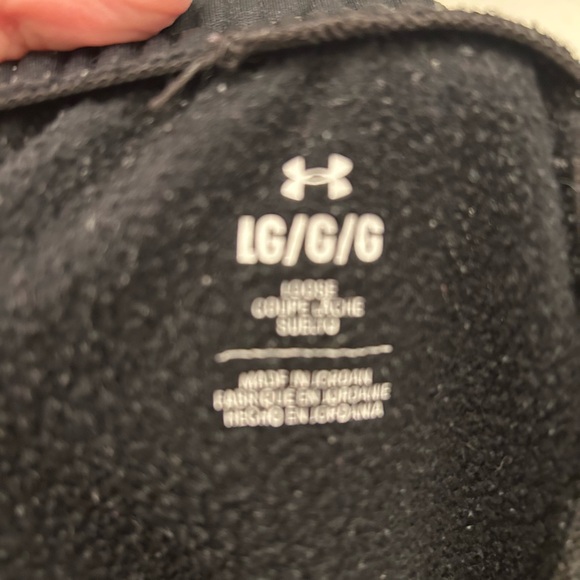 LG/G/G
LOOSE
COUPE LÂCHE
SUELTO
MADE IN JORDAN
FABRIQUÉ EN JORDANIE
HECHO EN JORDANIA